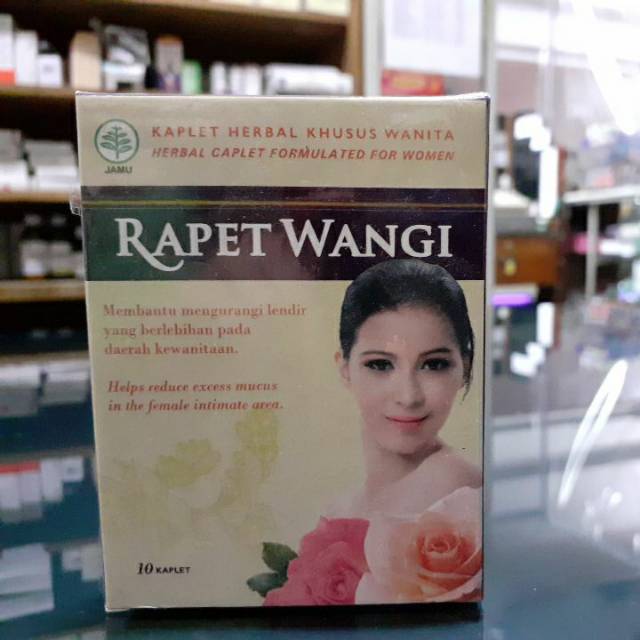 KAPLET HERBAL KHUSUS WANITA
HERBAL CAPLET FORMULATED FOR WOMEN
JAMU
RAPET WANGI
Membantu mengurangi lendir
yang berlebihan pada
daerah kewanitaan.
Helps reduce excess mucus
in the female intimate area.
10 KAPLET